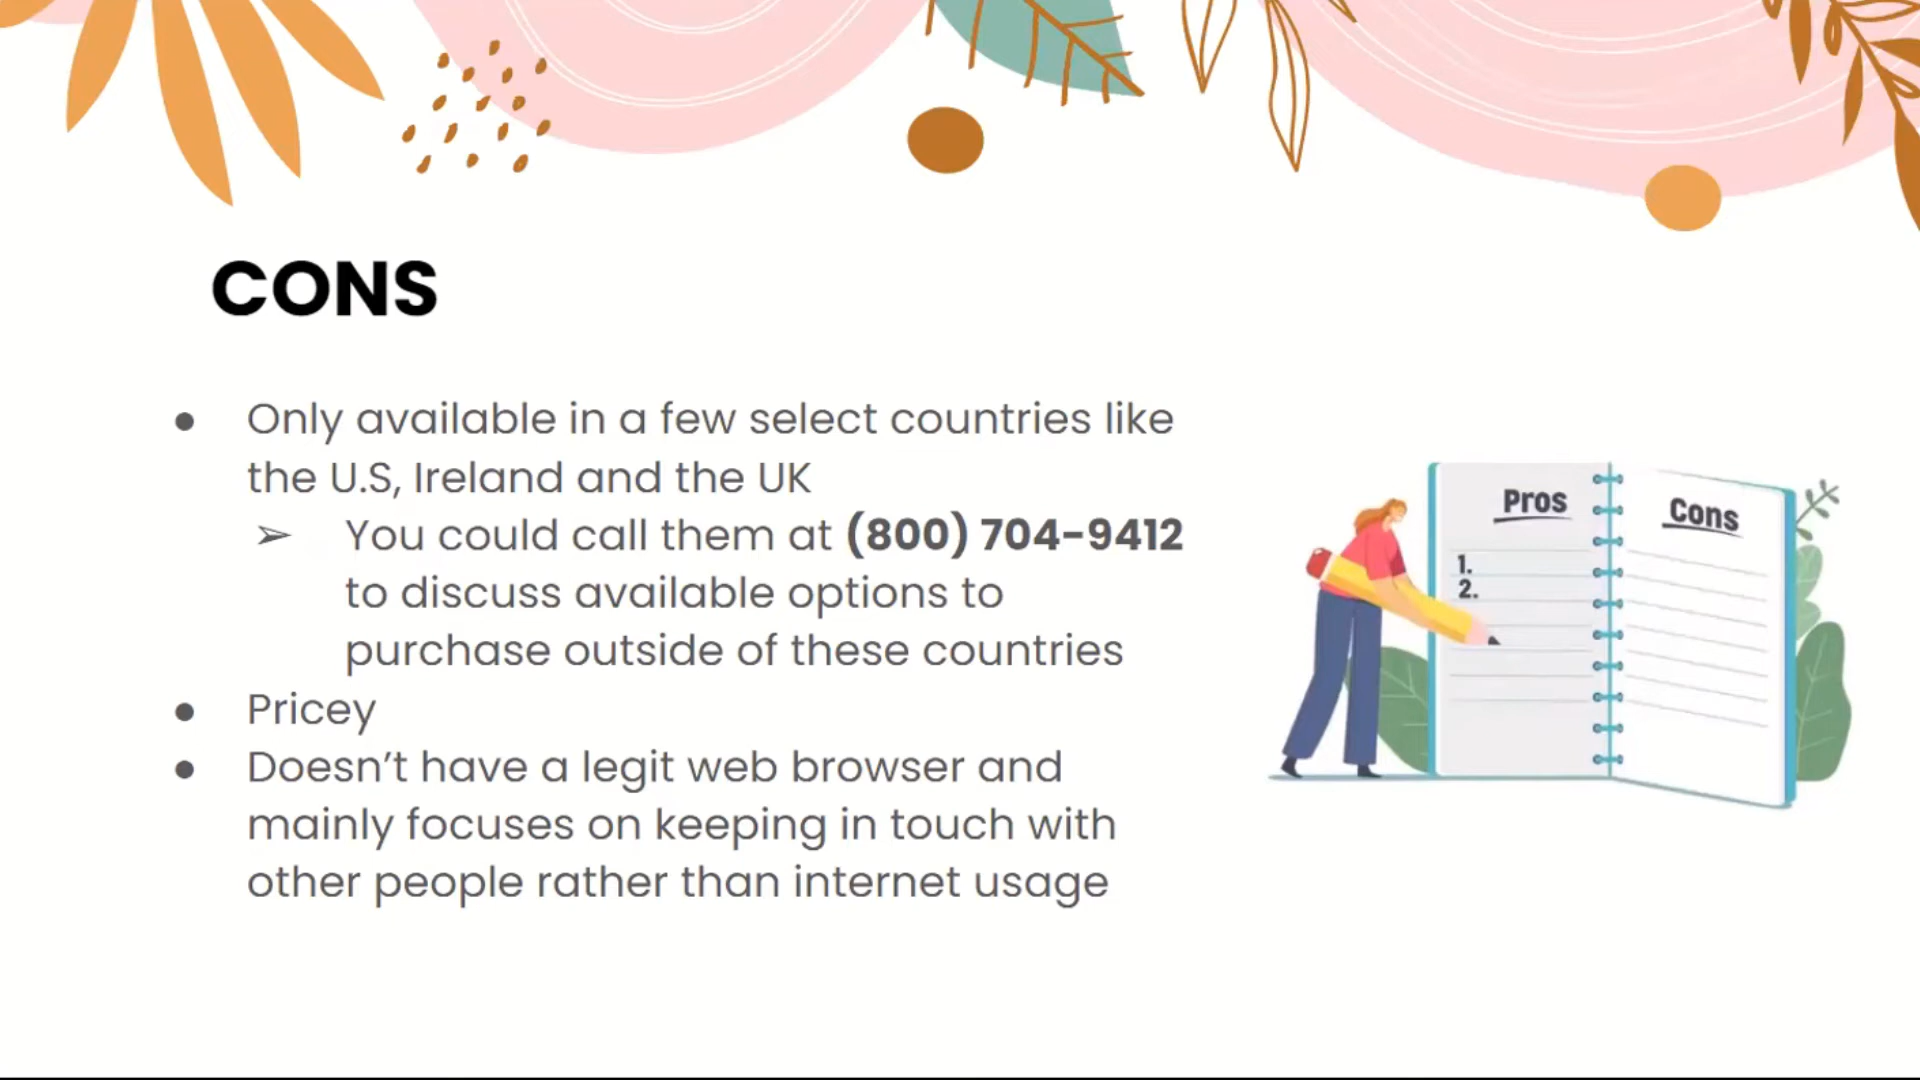 CONS
● Only available in a few select countries like
the U.S, Ireland and the UK
➢ You could call them at (800) 704-9412
to discuss available options to
purchase outside of these countries
● Pricey
● Doesn’t have a legit web browser and
mainly focuses on keeping in touch with
other people rather than internet usage
Pros
1.
2.
Cons